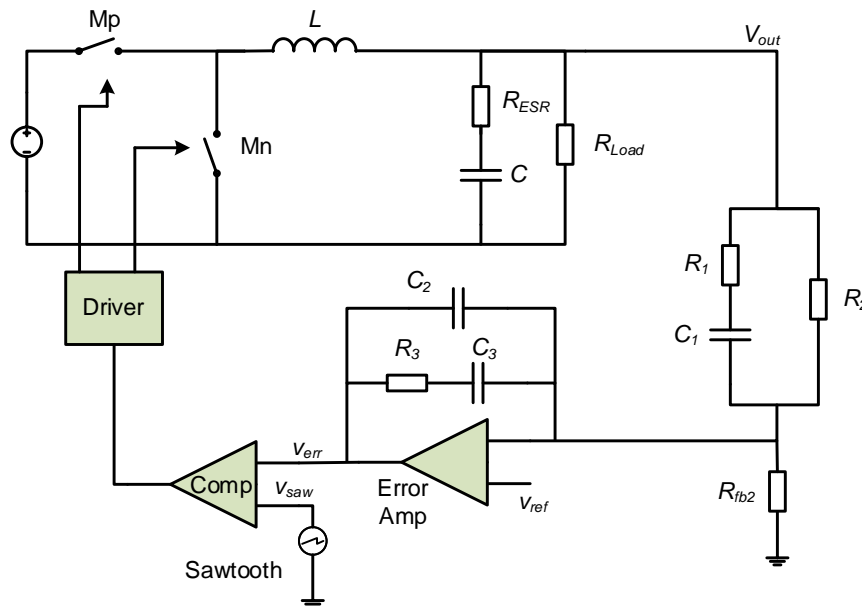 Mp
L
Vout
RESR
Mn
RLoad
C
R1
C2
R2
Driver
C1
R3
C3
verr
Comp
vsaw
Error
Amp
vref
Rfb2
Sawtooth